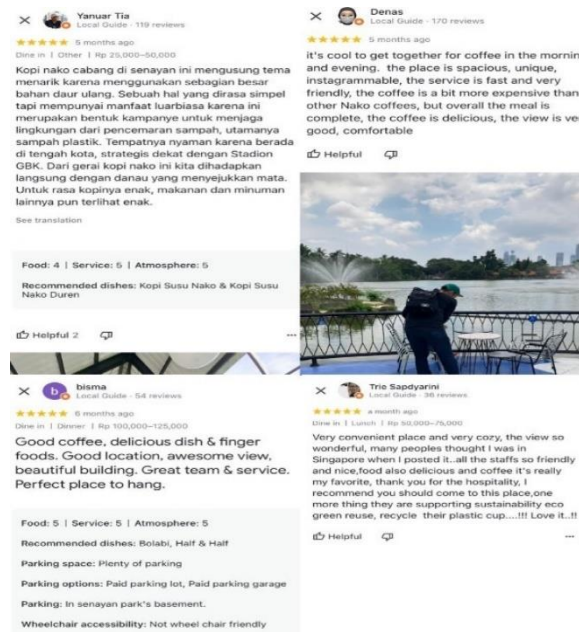 Yanuar Tia
Local Guide · 119 reviews
5 months ago
Dine in | Other | Rp 25,000–50,000
Kopi nako cabang di senayan ini mengusung tema
menarik karena menggunakan sebagian besar
bahan daur ulang. Sebuah hal yang dirasa simpel
tapi mempunyai manfaat luarbiasa karena ini
merupakan bentuk kampanye untuk menjaga
lingkungan dari pencemaran sampah, utamanya
sampah plastik. Tempatnya nyaman karena berada
di tengah kota, strategis dekat dengan Stadion
GBK. Dari gerai kopi nako ini kita dihadapkan
langsung dengan danau yang menyejukkan mata.
Untuk rasa kopinya enak, makanan dan minuman
lainnya pun terlihat enak.
See translation
Food: 4 | Service: 5 | Atmosphere: 5
Recommended dishes: Kopi Susu Nako & Kopi Susu
Nako Duren
Helpful 2
Denas
Local Guide · 170 reviews
5 months ago
it's cool to get together for coffee in the mornin
and evening. the place is spacious, unique,
instagrammable, the service is fast and very
friendly, the coffee is a bit more expensive than
other Nako coffees, but overall the meal is
complete, the coffee is delicious, the view is ve
good, comfortable
Helpful
b
bisma
Local Guide · 54 reviews
6 months ago
Dine in | Dinner | Rp 100,000–125,000
Good coffee, delicious dish & finger
foods. Good location, awesome view,
beautiful building. Great team & service.
Perfect place to hang.
Food: 5 | Service: 5 | Atmosphere: 5
Recommended dishes: Bolabi, Half & Half
Parking space: Plenty of parking
Parking options: Paid parking lot, Paid parking garage
Parking: In senayan park's basement.
Wheelchair accessibility: Not wheel chair friendly
Trie Sapdyarini
Local Guide · 36 reviews
a month ago
Dine in | Lunch | Rp 50,000–75,000
Very convenient place and very cozy, the view so
wonderful, many peoples thought I was in
Singapore when I posted it..all the staffs so friendly
and nice,food also delicious and coffee it's really
my favorite, thank you for the hospitality, I
recommend you should come to this place,one
more thing they are supporting sustainability eco
green reuse, recycle their plastic cup....!!! Love it..!!
Helpful